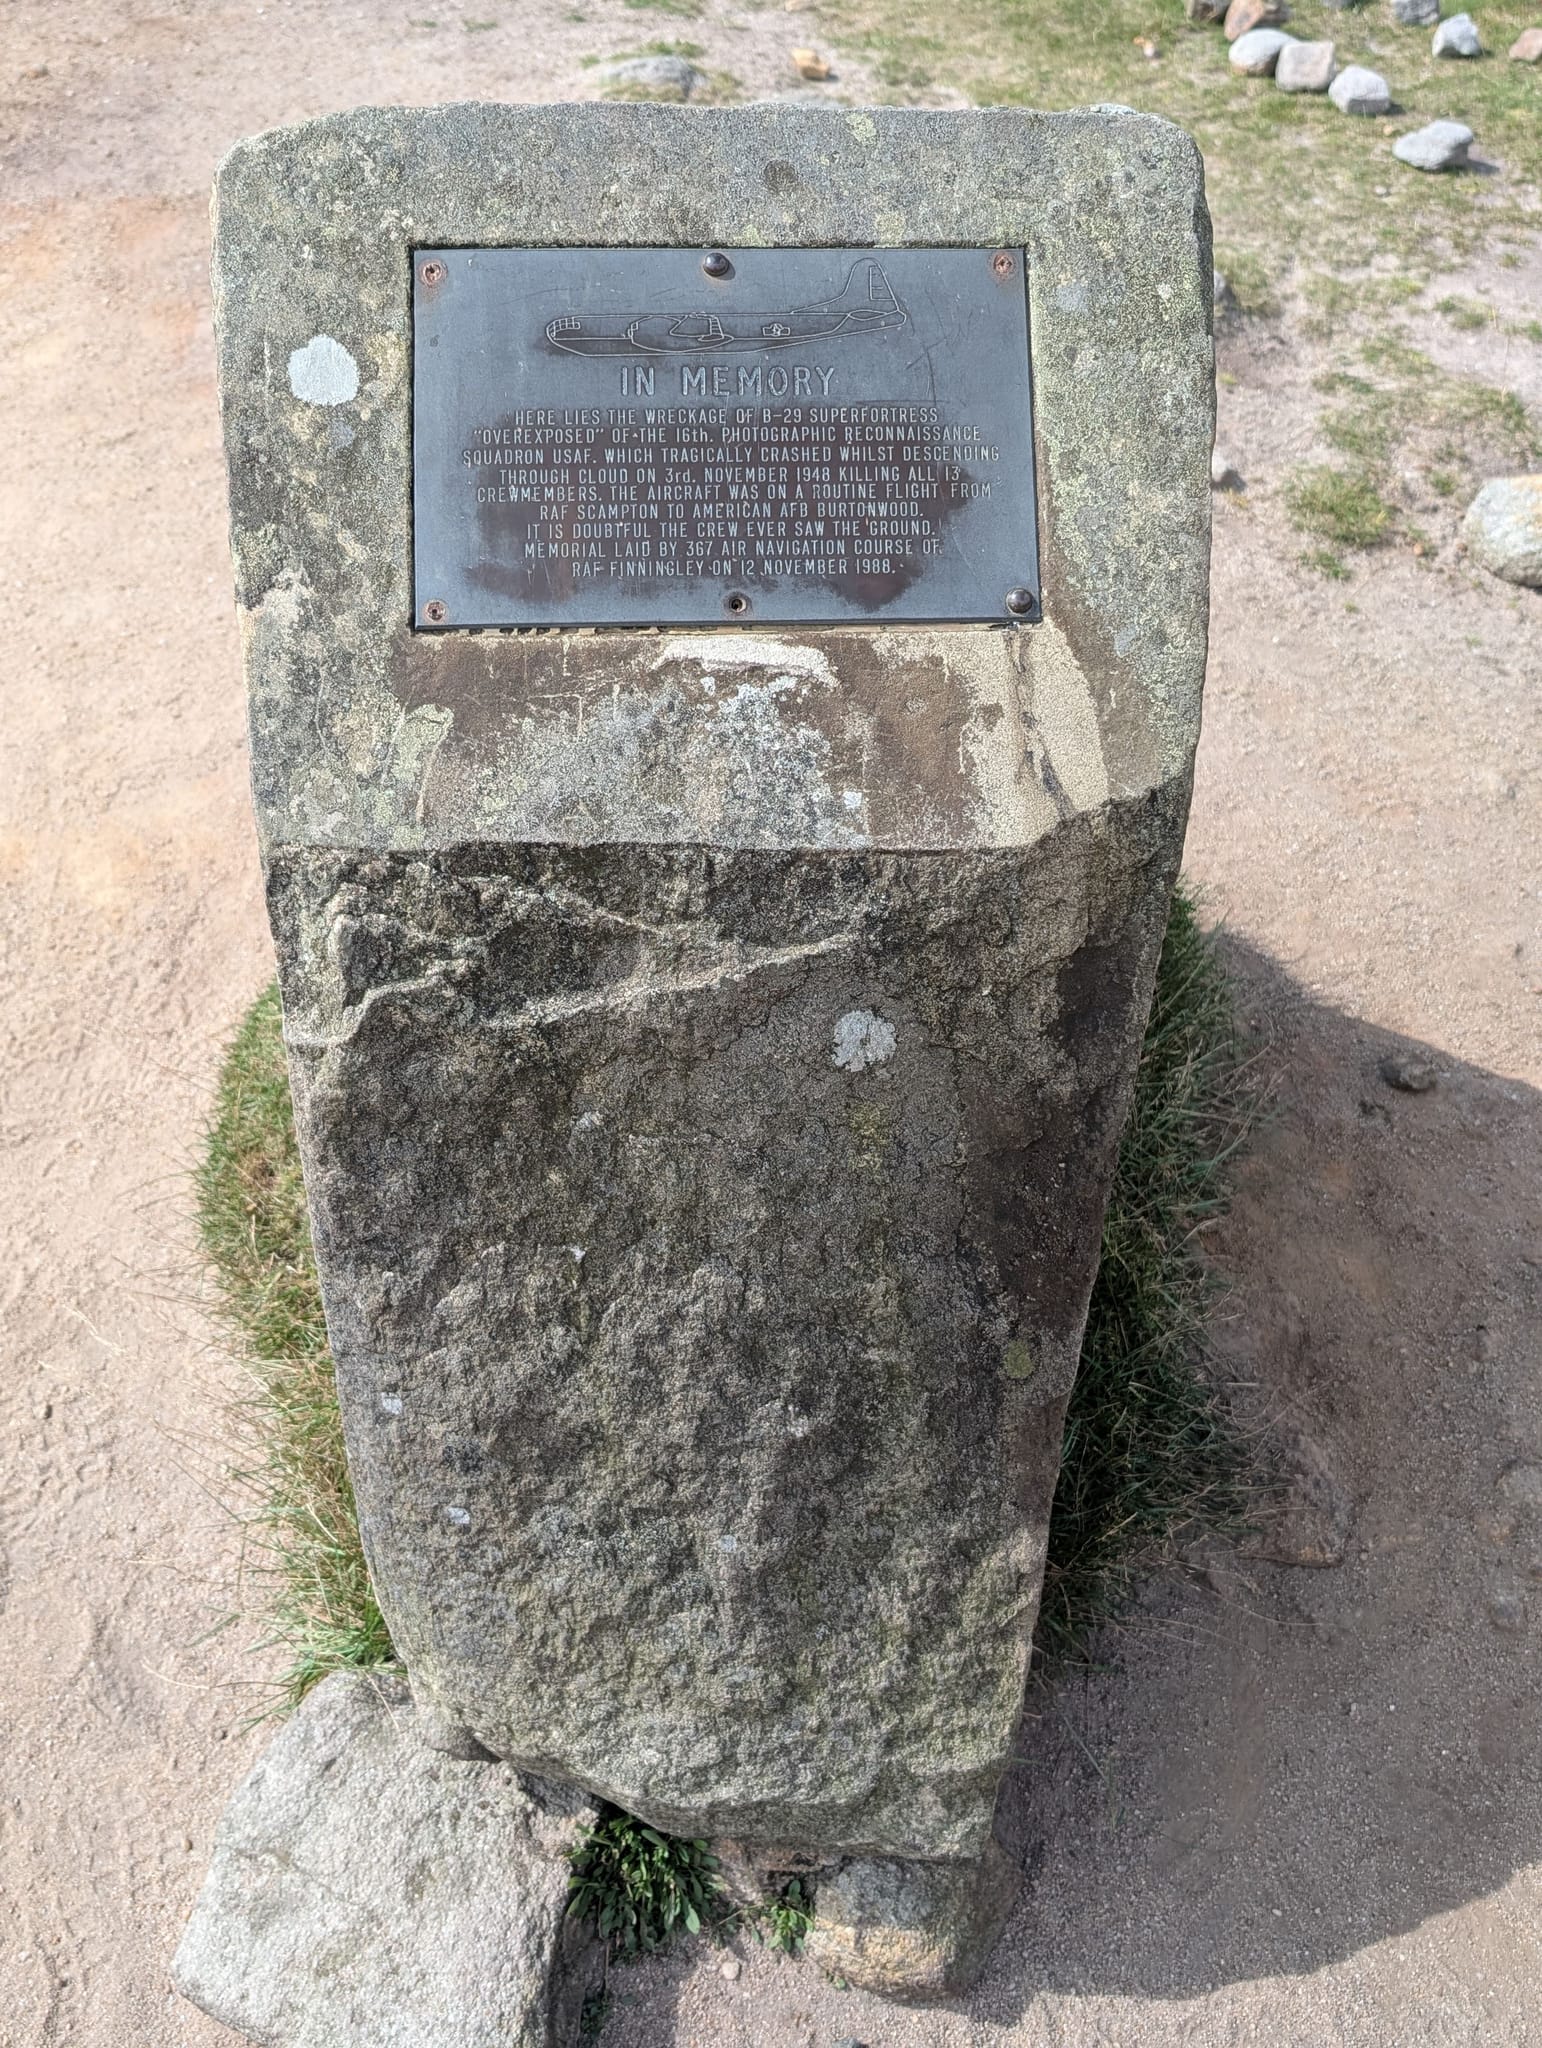 IN MEMORY
HERE LIES THE WRECKAGE OF B-29 SUPERFORTRESS
"OVEREXPOSED" OF THE 16th. PHOTOGRAPHIC RECONNAISSANCE
SQUADRON USAF. WHICH TRAGICALLY CRASHED WHILST DESCENDING
THROUGH CLOUD ON 3rd. NOVEMBER 1948 KILLING ALL 13
CREWMEMBERS. THE AIRCRAFT WAS ON A ROUTINE FLIGHT FROM
RAF SCAMPTON TO AMERICAN AFB BURTONWOOD.
IT IS DOUBTFUL THE CREW EVER SAW THE GROUND.
MEMORIAL LAID BY 367 AIR NAVIGATION COURSE OF
RAF FINNINGLEY ON 12 NOVEMBER 1988.